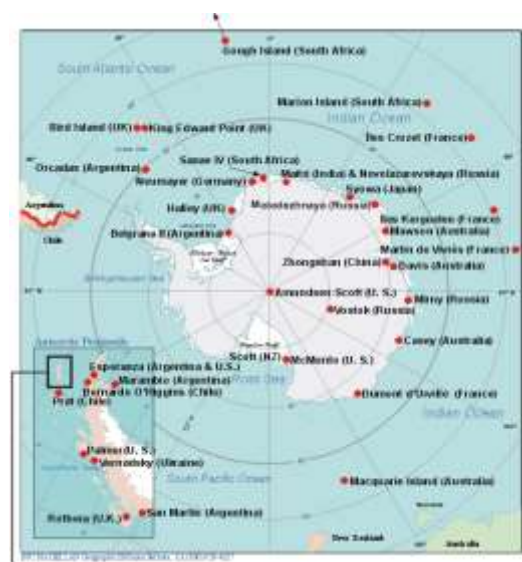 Gough Island (South Africa)
South Atlantic Ocean
Marion Island (South Africa)
Indian Ocean
Bird Island (UK)
King Edward Point (UK)
Îles Crozet (France)
Orcadas (Argentina)
Sanae IV (South Africa)
Neumayer (Germany)
Maitri (India) & Novolazarevskaya (Russia)
Syowa (Japan)
Argentina
Halley (UK)
Molodezhnaya (Russia)
Îles Kerguelen (France)
Mawson (Australia)
Belgrana II (Argentina)
Chile
Martin de Viviès (France)
Zhongshan (China)
Davis (Australia)
Amundsen-Scott (U. S.)
Mirny (Russia)
Vostok (Russia)
Casey (Australia)
Antarctic Peninsula
Scott (NZ)
McMurdo (U. S.)
Esperanza (Argentina & U.S.)
Marambio (Argentina)
Ross Sea
Bernardo O'Higgins (Chile)
Prat (Chile)
Dumont d'Urville (France)
Indian Ocean
Palmer (U. S.)
Vernadsky (Ukraine)
South Pacific Ocean
Macquarie Island (Australia)
San Martin (Argentina)
Rothera (U.K.)
New Zealand
Australia